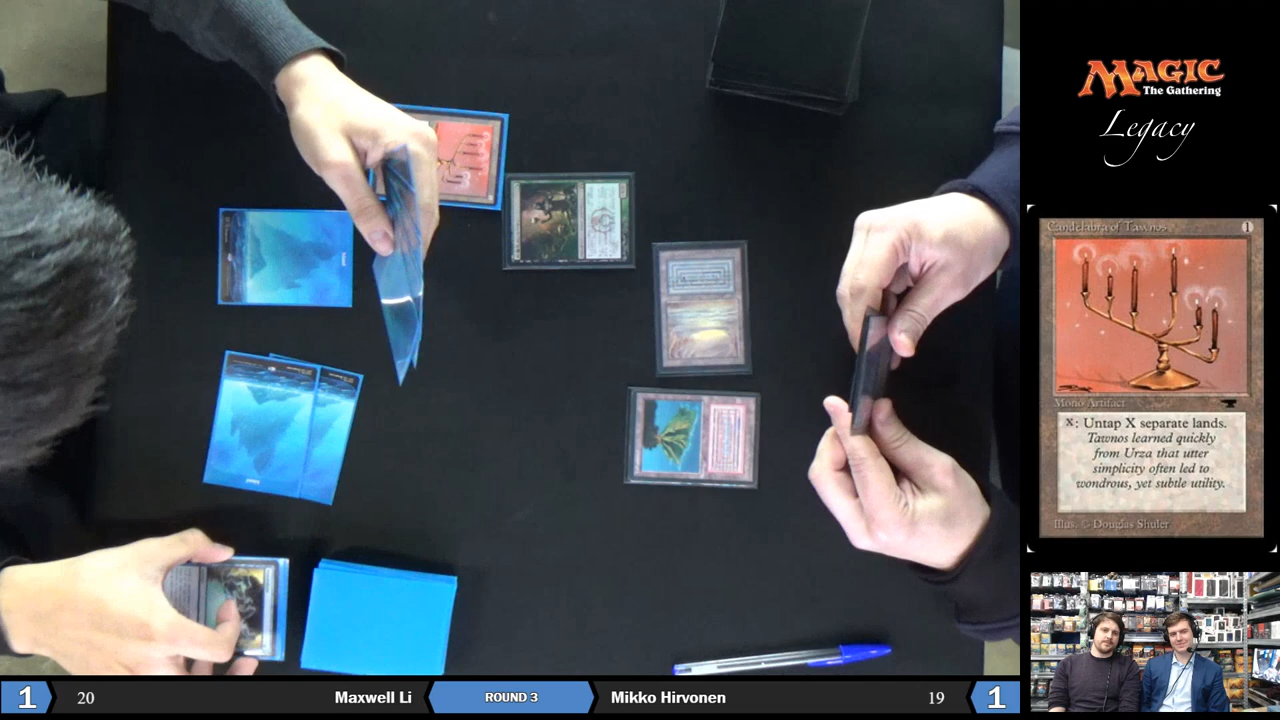 MAGIC
The Gathering
Legacy
Candelabra of Tawnos 1
Mono Artifact
X: Untap X separate lands.
Tawnos learned quickly
from Urza that utter
simplicity often led to
wondrous, yet subtle utility.
Illus. © Douglas Shuler
1 20 Maxwell Li ROUND 3 Mikko Hirvonen 19 1